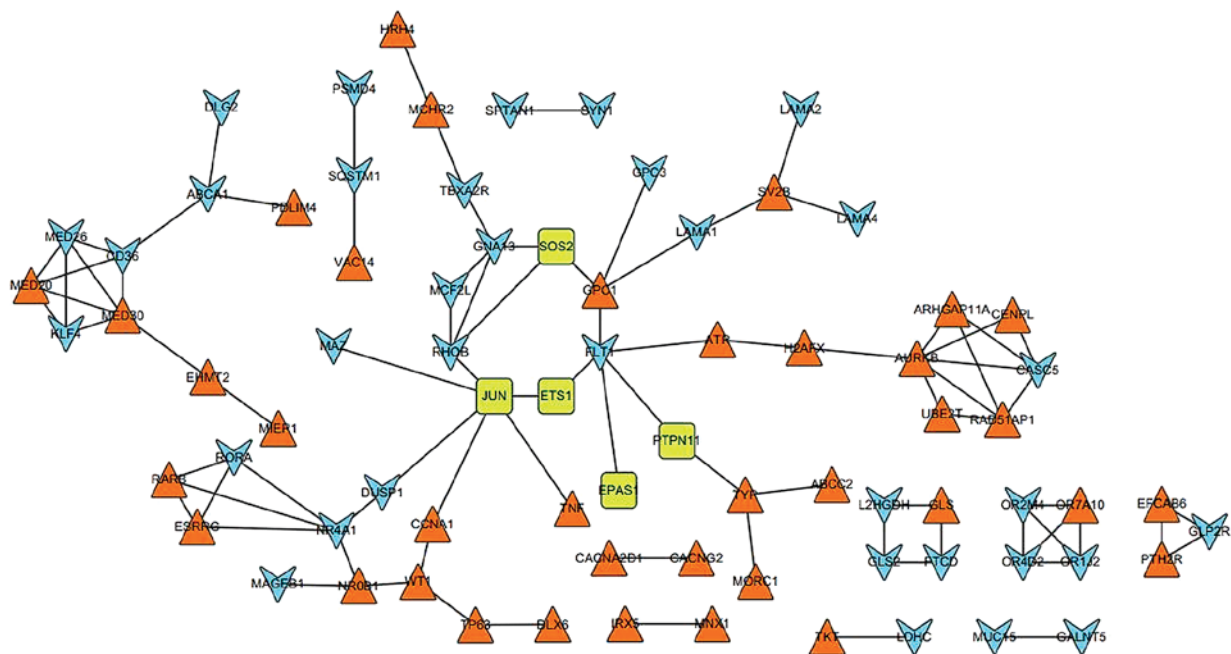 HRH4
DLG2
PSMD4
MCHR2
SPTAN1
SYN1
LAMA2
ABCA1
PDLIM4
SQSTM1
TBXA2R
GPC3
SV2B
LAMA1
LAMA4
MED26
CD36
VAC14
GNA13
SOS2
MED20
MED30
KLF4
MCF2L
GPC1
ARHGAP11A
CENPL
MAZ
RHOB
FLT1
ATR
H2AFX
AURKB
CASC5
EHMT2
JUN
ETS1
UBE2T
RAD51AP1
MIER1
PTPN11
RORA
RARB
DUSP1
EPAS1
TYR
ABCC2
ESRRG
NR4A1
CCNA1
TNF
L2HGDH
GLS
OR2M4
OR7A10
EFCAB6
GLP2R
CACNA2D1
CACNG2
GLS2
FTCD
OR4D2
OR1J2
PTH2R
MAGEB1
NR0B1
WT1
MORC1
TP63
DLX6
IRX5
MNX1
TKT
MUC15
GALNT5